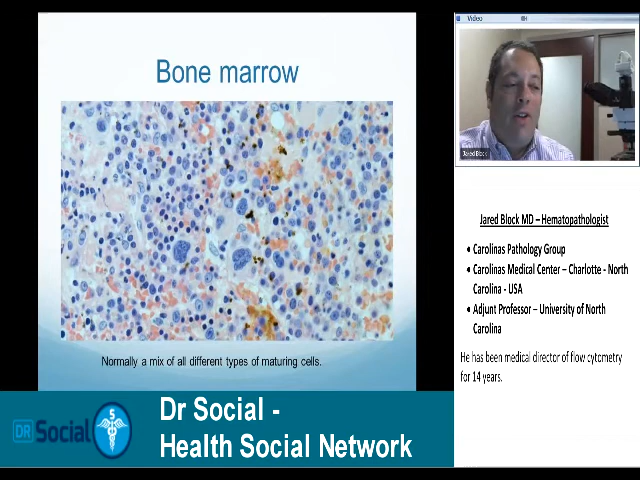 Bone marrow
Normally a mix of all different types of maturing cells.
Video
Jared Block
Jared Block MD – Hematopathologist
• Carolinas Pathology Group
• Carolinas Medical Center – Charlotte - North
Carolina - USA
• Adjunt Professor – University of North
Carolina
He has been medical director of flow cytometry
for 14 years.
DR Social
Dr Social -
Health Social Network